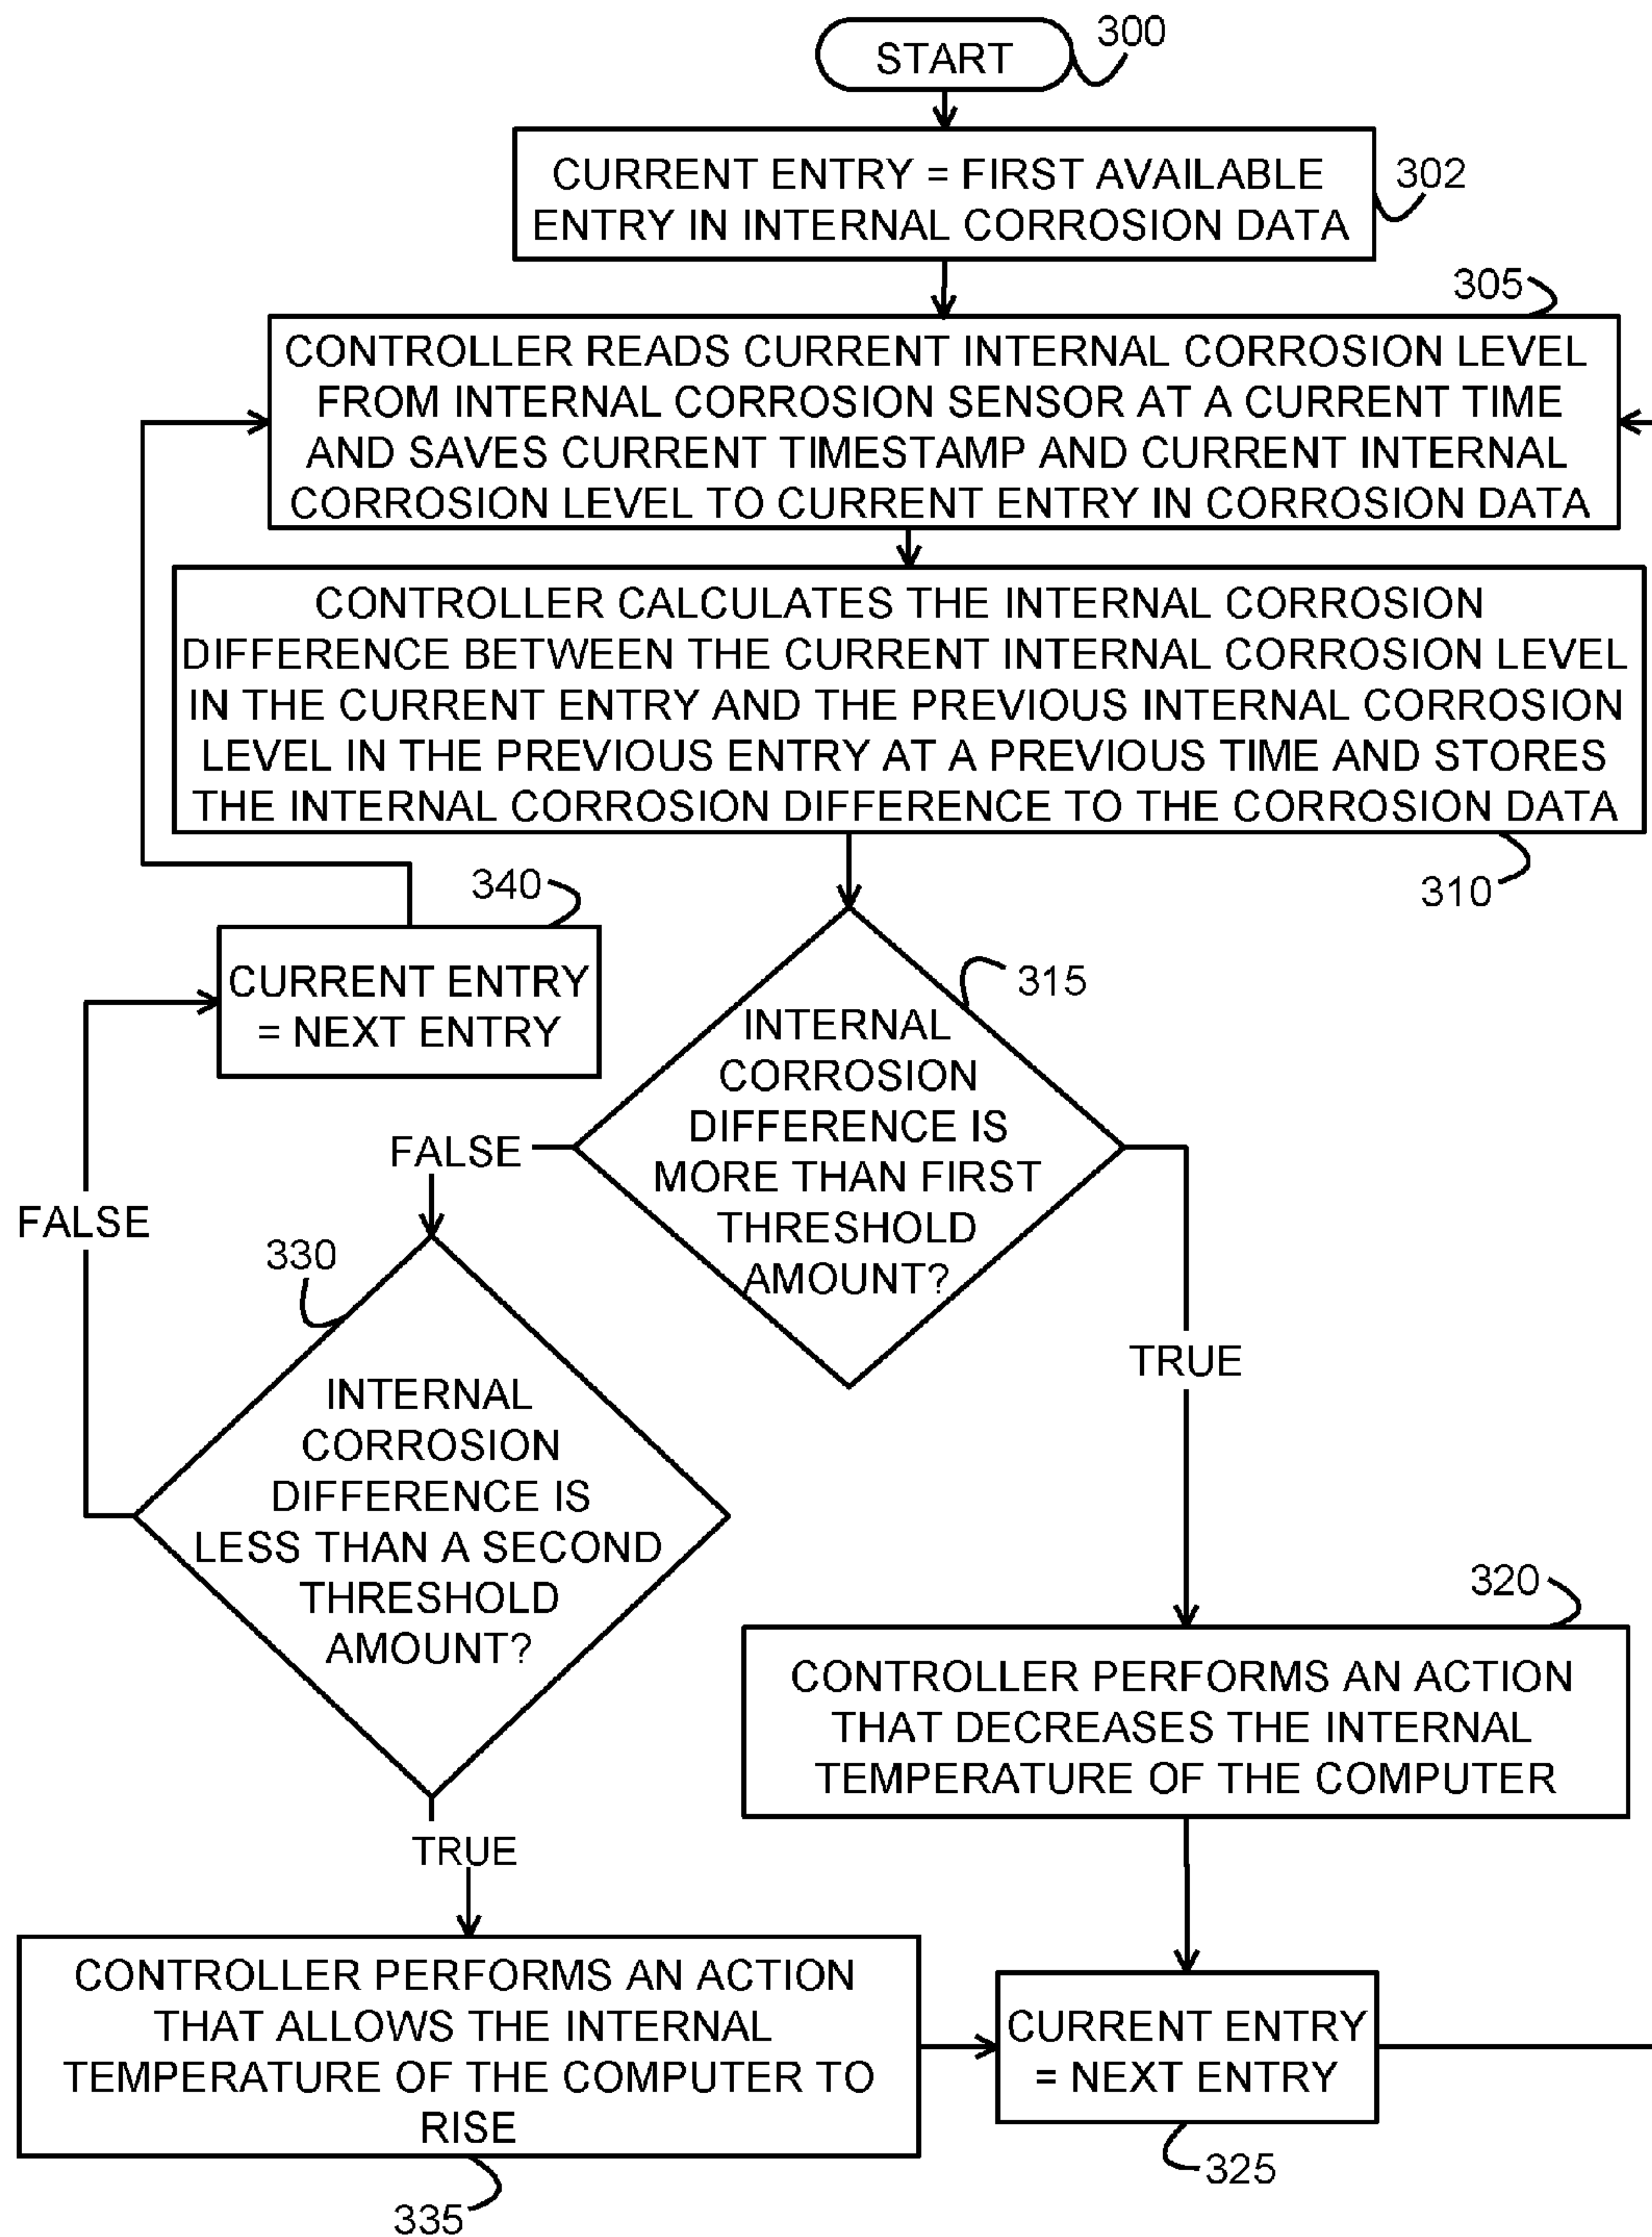 START
300
CURRENT ENTRY = FIRST AVAILABLE
ENTRY IN INTERNAL CORROSION DATA
302
305
CONTROLLER READS CURRENT INTERNAL CORROSION LEVEL
FROM INTERNAL CORROSION SENSOR AT A CURRENT TIME
AND SAVES CURRENT TIMESTAMP AND CURRENT INTERNAL
CORROSION LEVEL TO CURRENT ENTRY IN CORROSION DATA
CONTROLLER CALCULATES THE INTERNAL CORROSION
DIFFERENCE BETWEEN THE CURRENT INTERNAL CORROSION LEVEL
IN THE CURRENT ENTRY AND THE PREVIOUS INTERNAL CORROSION
LEVEL IN THE PREVIOUS ENTRY AT A PREVIOUS TIME AND STORES
THE INTERNAL CORROSION DIFFERENCE TO THE CORROSION DATA
310
340
CURRENT ENTRY
= NEXT ENTRY
315
INTERNAL
CORROSION
DIFFERENCE IS
MORE THAN FIRST
THRESHOLD
AMOUNT?
FALSE
FALSE
TRUE
330
INTERNAL
CORROSION
DIFFERENCE IS
LESS THAN A SECOND
THRESHOLD
AMOUNT?
320
CONTROLLER PERFORMS AN ACTION
THAT DECREASES THE INTERNAL
TEMPERATURE OF THE COMPUTER
TRUE
CONTROLLER PERFORMS AN ACTION
THAT ALLOWS THE INTERNAL
TEMPERATURE OF THE COMPUTER TO
RISE
335
CURRENT ENTRY
= NEXT ENTRY
325